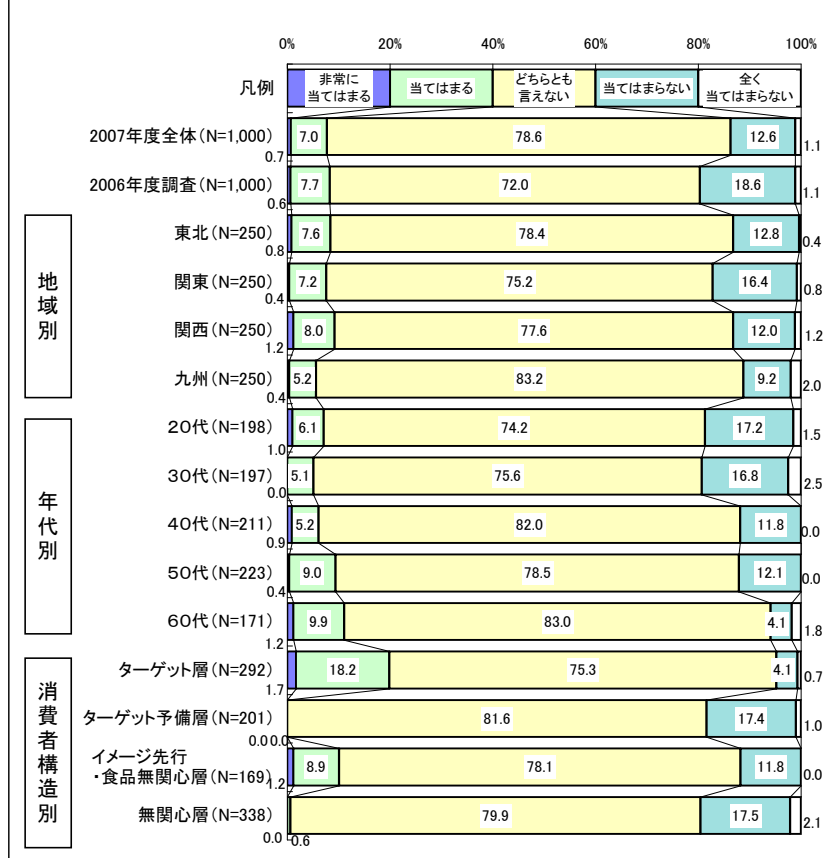 0% 20% 40% 60% 80% 100%
凡例
非常に
当てはまる
当てはまる
どちらとも
言えない
当てはまらない
全く
当てはまらない
2007年度全体(N=1,000) 0.7 7.0 78.6 12.6 1.1
2006年度調査(N=1,000) 0.6 7.7 72.0 18.6 1.1
地域別
東北(N=250) 0.8 7.6 78.4 12.8 0.4
関東(N=250) 0.4 7.2 75.2 16.4 0.8
関西(N=250) 1.2 8.0 77.6 12.0 1.2
九州(N=250) 0.4 5.2 83.2 9.2 2.0
年代別
20代(N=198) 1.0 6.1 74.2 17.2 1.5
30代(N=197) 0.0 5.1 75.6 16.8 2.5
40代(N=211) 0.9 5.2 82.0 11.8 0.0
50代(N=223) 0.4 9.0 78.5 12.1 0.0
60代(N=171) 1.2 9.9 83.0 4.1 1.8
消費者構造別
ターゲット層(N=292) 1.7 18.2 75.3 4.1 0.7
ターゲット予備層(N=201) 0.0 0.0 81.6 17.4 1.0
イメージ先行
・食品無関心層(N=169) 1.2 8.9 78.1 11.8 0.0
無関心層(N=338) 0.0 0.6 79.9 17.5 2.1